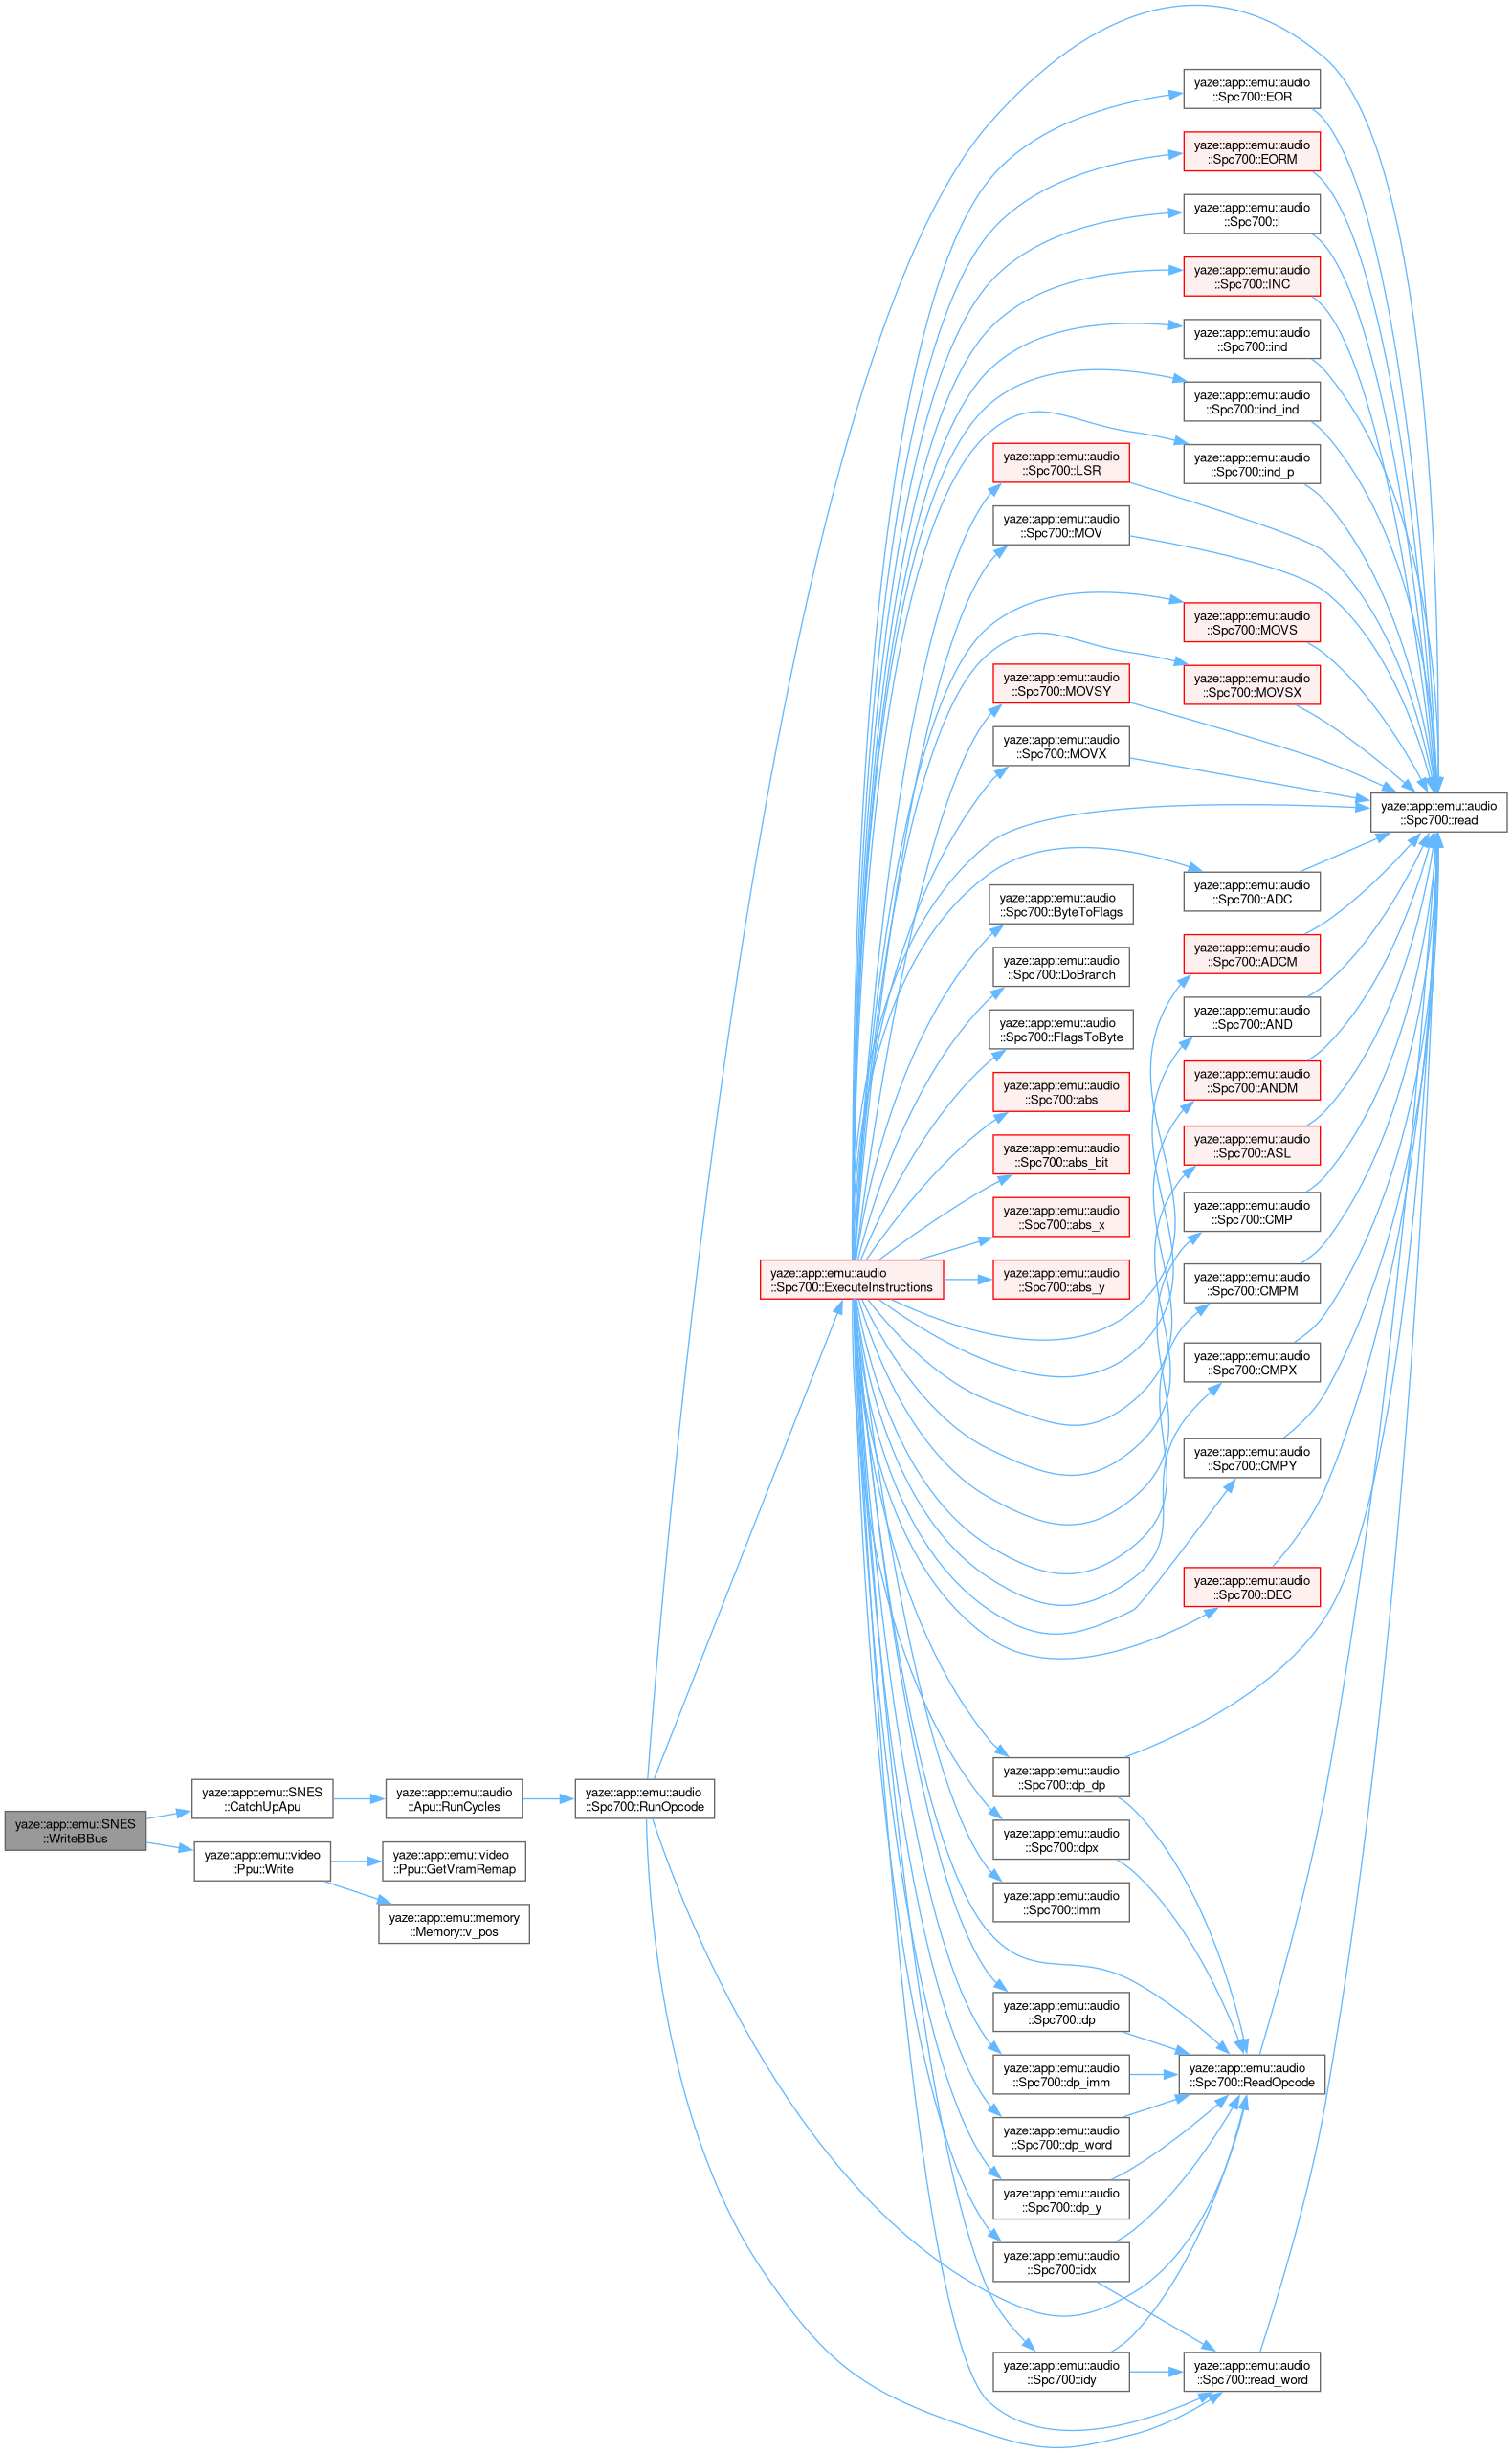 yaze::app::emu::audio
::Spc700::EOR
yaze::app::emu::audio
::Spc700::EORM
yaze::app::emu::audio
::Spc700::i
yaze::app::emu::audio
::Spc700::INC
yaze::app::emu::audio
::Spc700::ind
yaze::app::emu::audio
::Spc700::ind_ind
yaze::app::emu::audio
::Spc700::LSR
yaze::app::emu::audio
::Spc700::ind_p
yaze::app::emu::audio
::Spc700::MOV
yaze::app::emu::audio
::Spc700::MOVS
yaze::app::emu::audio
::Spc700::MOVSY
yaze::app::emu::audio
::Spc700::MOVSX
yaze::app::emu::audio
::Spc700::MOVX
yaze::app::emu::audio
::Spc700::read
yaze::app::emu::audio
::Spc700::ADC
yaze::app::emu::audio
::Spc700::ByteToFlags
yaze::app::emu::audio
::Spc700::ADCM
yaze::app::emu::audio
::Spc700::DoBranch
yaze::app::emu::audio
::Spc700::AND
yaze::app::emu::audio
::Spc700::FlagsToByte
yaze::app::emu::audio
::Spc700::ANDM
yaze::app::emu::audio
::Spc700::abs
yaze::app::emu::audio
::Spc700::ASL
yaze::app::emu::audio
::Spc700::abs_bit
yaze::app::emu::audio
::Spc700::CMP
yaze::app::emu::audio
::Spc700::abs_x
yaze::app::emu::audio
::Spc700::ExecuteInstructions
yaze::app::emu::audio
::Spc700::abs_y
yaze::app::emu::audio
::Spc700::CMPM
yaze::app::emu::audio
::Spc700::CMPX
yaze::app::emu::audio
::Spc700::CMPY
yaze::app::emu::audio
::Spc700::DEC
yaze::app::emu::audio
::Spc700::dp_dp
yaze::app::emu::SNES
::WriteBBus
yaze::app::emu::SNES
::CatchUpApu
yaze::app::emu::audio
::Apu::RunCycles
yaze::app::emu::audio
::Spc700::RunOpcode
yaze::app::emu::video
::Ppu::Write
yaze::app::emu::video
::Ppu::GetVramRemap
yaze::app::emu::memory
::Memory::v_pos
yaze::app::emu::audio
::Spc700::dpx
yaze::app::emu::audio
::Spc700::imm
yaze::app::emu::audio
::Spc700::dp
yaze::app::emu::audio
::Spc700::dp_imm
yaze::app::emu::audio
::Spc700::ReadOpcode
yaze::app::emu::audio
::Spc700::dp_word
yaze::app::emu::audio
::Spc700::dp_y
yaze::app::emu::audio
::Spc700::idx
yaze::app::emu::audio
::Spc700::idy
yaze::app::emu::audio
::Spc700::read_word